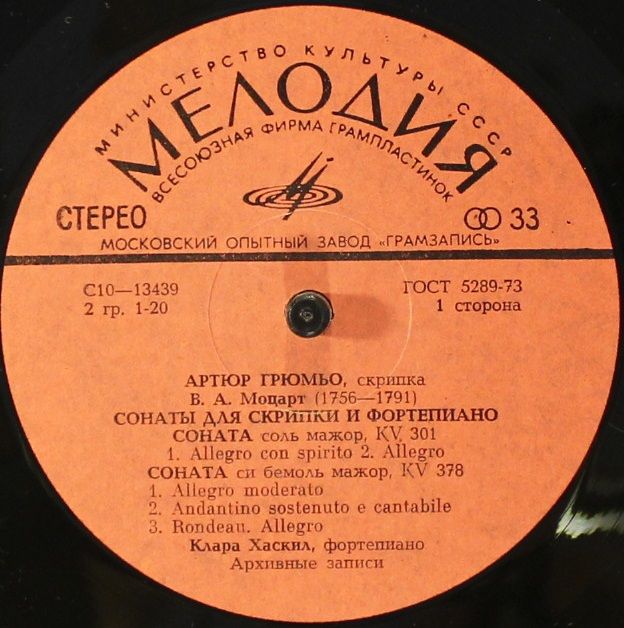 МИНИСТЕРСТВО КУЛЬТУРЫ СССР
МЕЛОДИЯ
ВСЕСОЮЗНАЯ ФИРМА ГРАМПЛАСТИНОК
СТЕРЕО
33
МОСКОВСКИЙ ОПЫТНЫЙ ЗАВОД «ГРАМЗАПИСЬ»
С10—13439
ГОСТ 5289-73
2 гр. 1-20
1 сторона
АРТЮР ГРЮМЬО, скрипка
В. А. Моцарт (1756—1791)
СОНАТЫ ДЛЯ СКРИПКИ И ФОРТЕПИАНО
СОНАТА соль мажор, KV 301
1. Allegro con spirito 2. Allegro
СОНАТА си бемоль мажор, KV 378
1. Allegro moderato
2. Andantino sostenuto e cantabile
3. Rondeau. Allegro
Клара Хаскил, фортепиано
Архивные записи